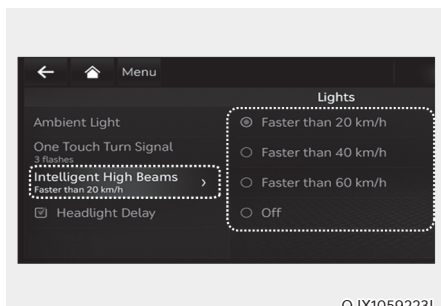 Menu
Lights
Ambient Light
One Touch Turn Signal
3 flashes
Intelligent High Beams
Faster than 20 km/h
Headlight Delay
Faster than 20 km/h
Faster than 40 km/h
Faster than 60 km/h
Off